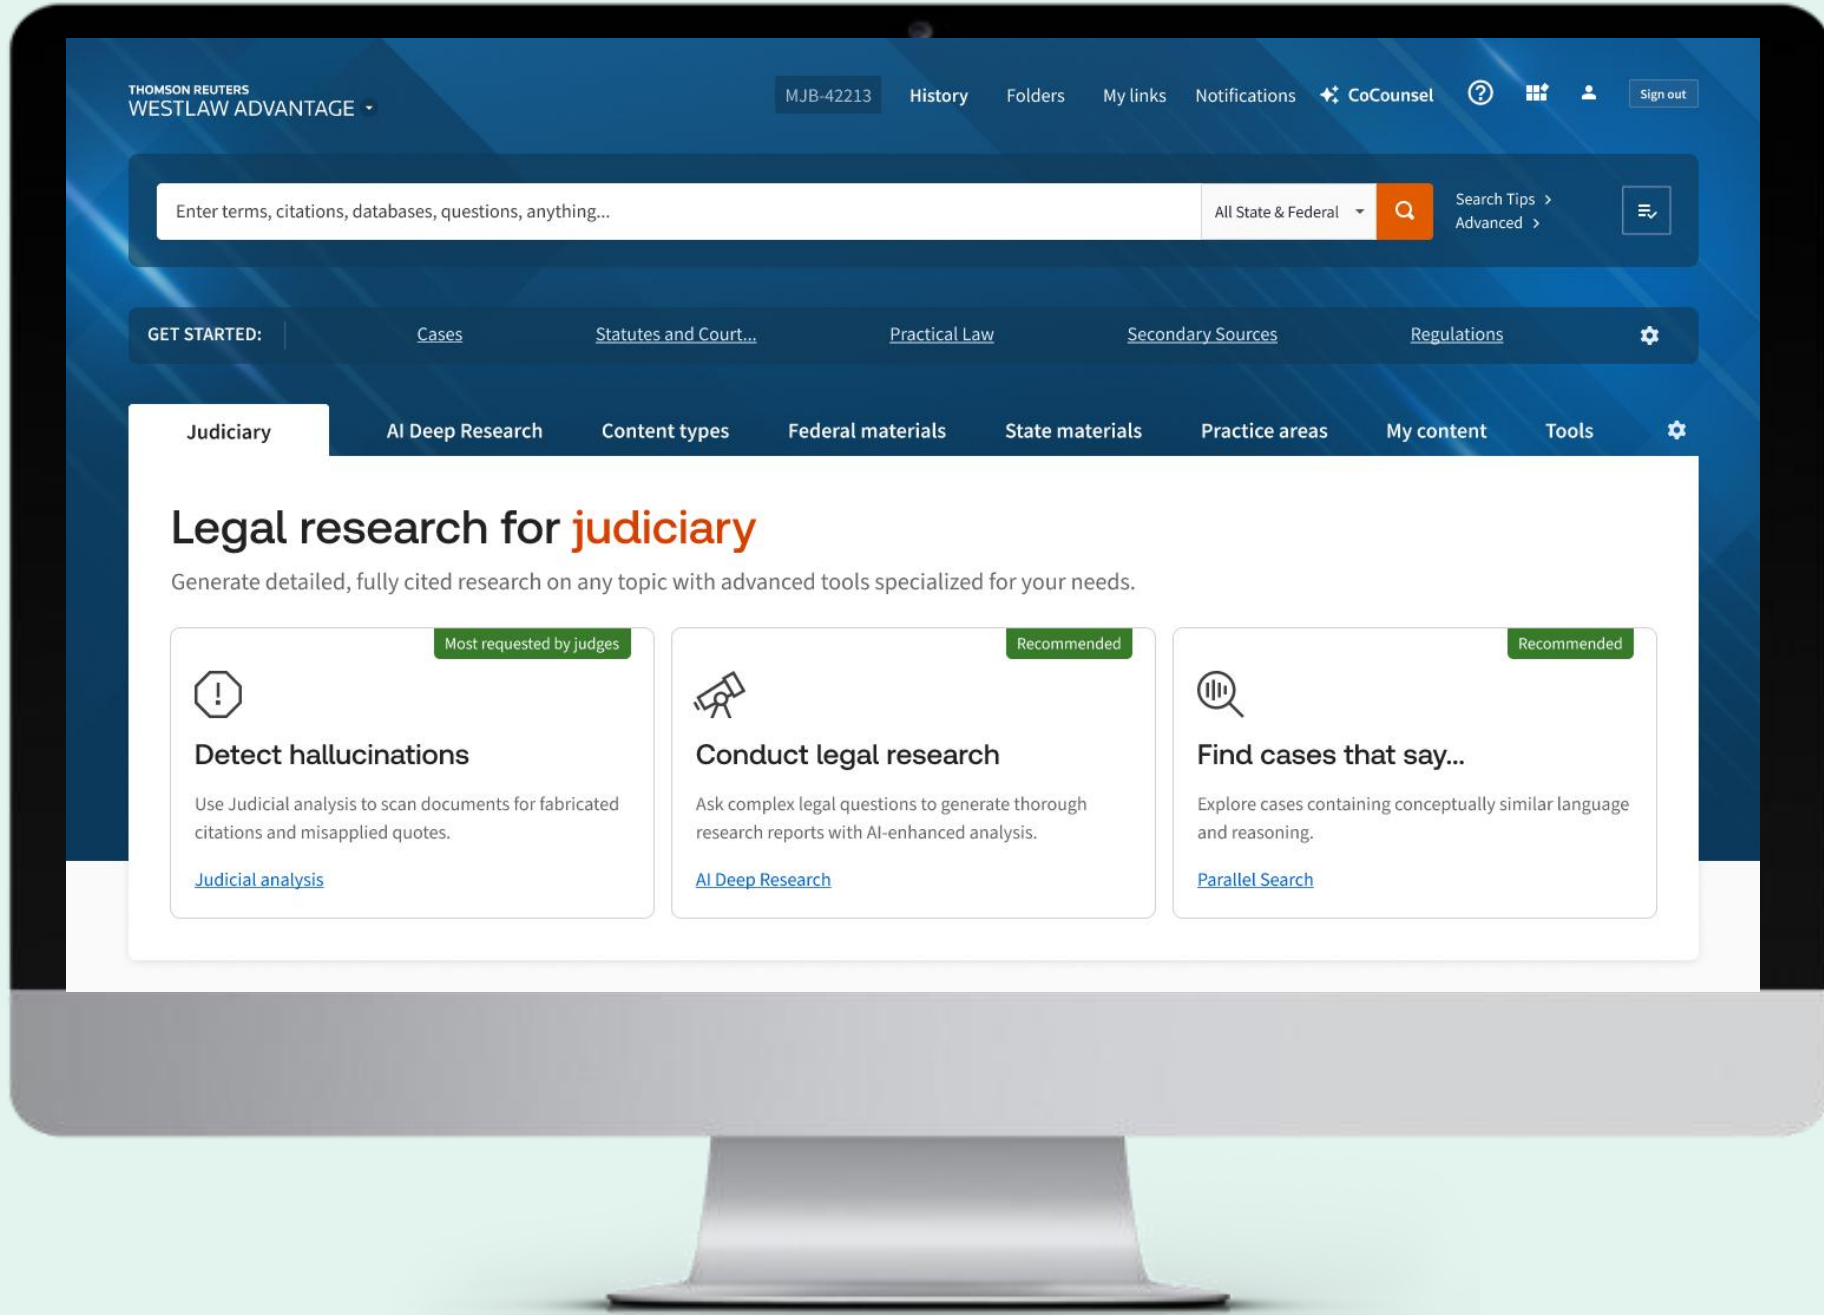 THOMSON REUTERS
WESTLAW ADVANTAGE
MJB-42213 History Folders My links Notifications CoCounsel Sign out
Enter terms, citations, databases, questions, anything... All State & Federal
Search Tips >
Advanced >
GET STARTED: Cases Statutes and Court... Practical Law Secondary Sources Regulations
Judiciary AI Deep Research Content types Federal materials State materials Practice areas My content Tools
Legal research for judiciary
Generate detailed, fully cited research on any topic with advanced tools specialized for your needs.
Most requested by judges
Detect hallucinations
Use Judicial analysis to scan documents for fabricated
citations and misapplied quotes.
Judicial analysis
Recommended
Conduct legal research
Ask complex legal questions to generate thorough
research reports with AI-enhanced analysis.
AI Deep Research
Recommended
Find cases that say...
Explore cases containing conceptually similar language
and reasoning.
Parallel Search